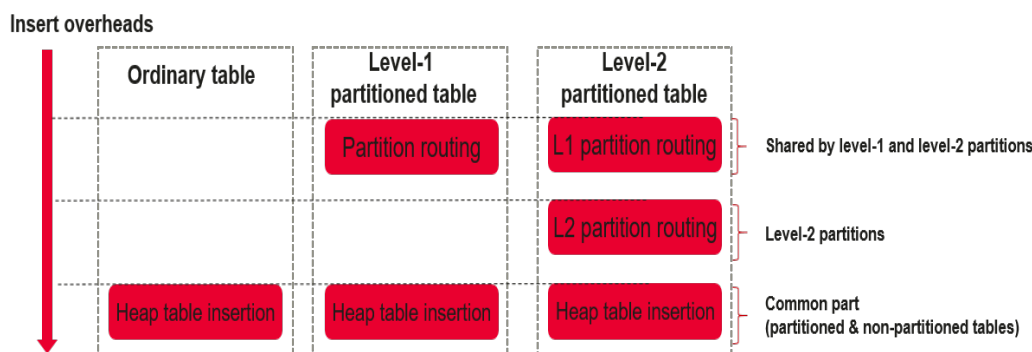 Insert overheads
Ordinary table
Level-1
partitioned table
Level-2
partitioned table
Partition routing
L1 partition routing
Shared by level-1 and level-2 partitions
L2 partition routing
Level-2 partitions
Heap table insertion
Heap table insertion
Heap table insertion
Common part
(partitioned & non-partitioned tables)